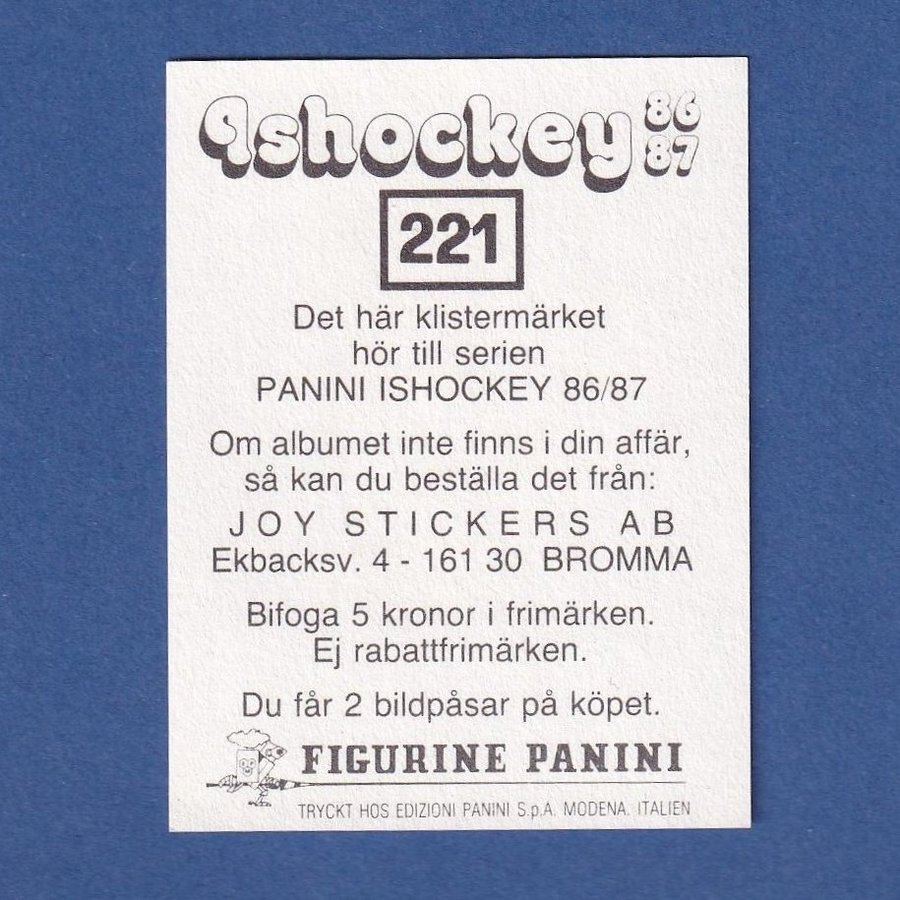 Ishockey 86
87
221
Det här klistermärket
hör till serien
PANINI ISHOCKEY 86/87
Om albumet inte finns i din affär,
så kan du beställa det från:
JOY STICKERS AB
Ekbacksv. 4 - 161 30 BROMMA
Bifoga 5 kronor i frimärken.
Ej rabattfrimärken.
Du får 2 bildpåsar på köpet.
FIGURINE PANINI
TRYCKT HOS EDIZIONI PANINI S.p.A. MODENA. ITALIEN